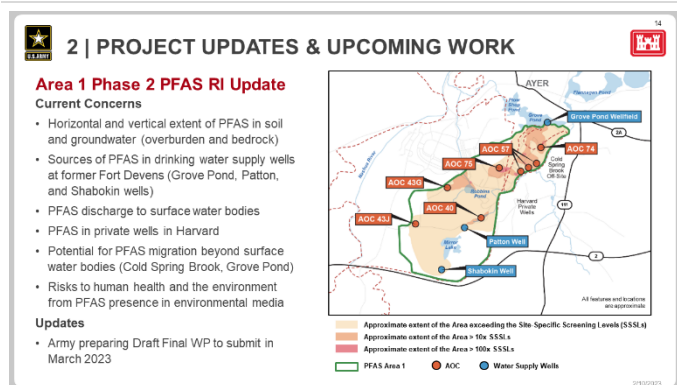 14
U.S. ARMY
2 | PROJECT UPDATES & UPCOMING WORK
Area 1 Phase 2 PFAS RI Update
Current Concerns
• Horizontal and vertical extent of PFAS in soil
and groundwater (overburden and bedrock)
• Sources of PFAS in drinking water supply wells
at former Fort Devens (Grove Pond, Patton,
and Shabokin wells)
• PFAS discharge to surface water bodies
• PFAS in private wells in Harvard
• Potential for PFAS migration beyond surface
water bodies (Cold Spring Brook, Grove Pond)
• Risks to human health and the environment
from PFAS presence in environmental media
Updates
• Army preparing Draft Final WP to submit in
March 2023
AYER
Grove
Pond
Grove Pond Wellfield
2A
AOC 57
AOC 74
AOC 75
Cold
Spring
Brook
Off-Site
AOC 43G
Robbins
Pond
Harvard
Private
Wells
AOC 40
AOC 43J
Patton Well
Mirror
Lake
2
Shabokin Well
All features and locations
are approximate
Approximate extent of the Area exceeding the Site-Specific Screening Levels (SSSLs)
Approximate extent of the Area > 10x SSSLs
Approximate extent of the Area > 100x SSSLs
PFAS Area 1
AOC
Water Supply Wells